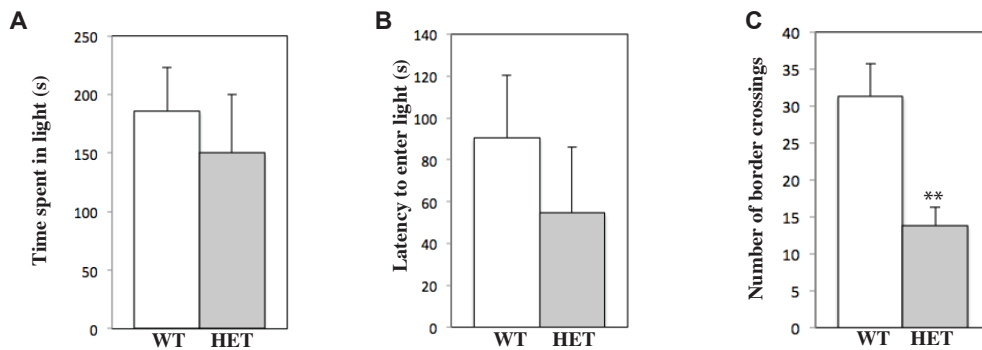 A
Time spent in light (s)
250
200
150
100
50
0
WT HET
B
Latency to enter light (s)
140
120
100
80
60
40
20
0
WT HET
C
Number of border crossings
40
35
30
25
20
15
10
5
0
**
WT HET